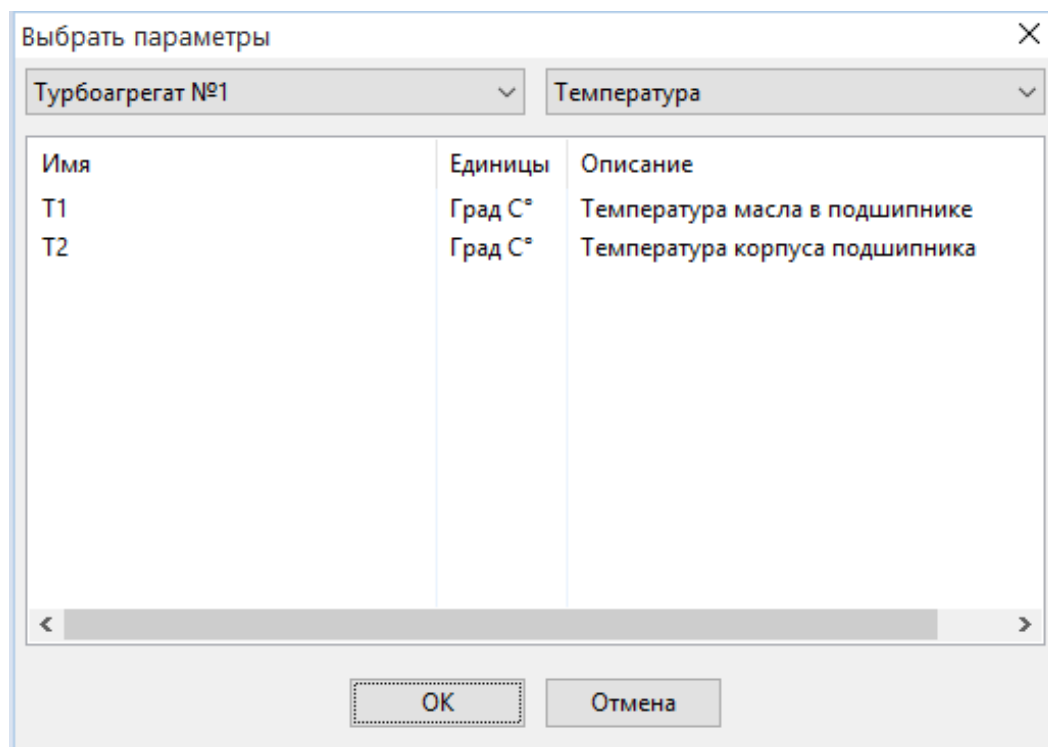 Выбрать параметры
Турбоагрегат №1 Температура
Имя Единицы Описание
T1 Град C° Температура масла в подшипнике
T2 Град C° Температура корпуса подшипника
OK Отмена